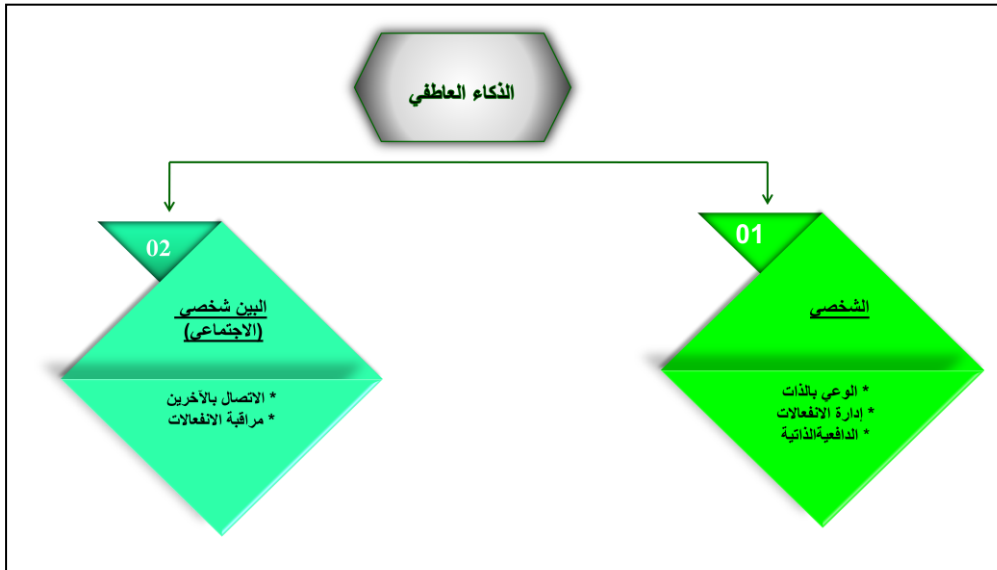 الذكاء العاطفي
01
الشخصي
* الوعي بالذات
* إدارة الانفعالات
* الدافعيةالذاتية
02
البين شخصي
(الاجتماعي)
* الاتصال بالآخرين
* مراقبة الانفعالات